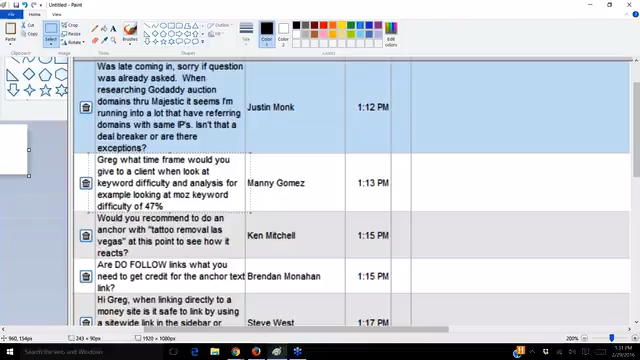 Untitled - Paint
File Home View
Paste
Cut
Copy
Select
Crop
Resize
Rotate
Brushes
Outline
Fill
Size
Color 1
Color 2
Edit colors
Clipboard Image Tools Shapes Colors
Was late coming in, sorry if question
was already asked. When
researching Godaddy auction
domains thru Majestic it seems I'm
running into a lot that have referring
domains with same IP's. Isn't that a
deal breaker or are there
exceptions?
Justin Monk 1:12 PM
Greg what time frame would you
give to a client when look at
keyword difficulty and analysis for
example looking at moz keyword
difficulty of 47%
Manny Gomez 1:13 PM
Would you recommend to do an
anchor with "tattoo removal las
vegas" at this point to see how it
reacts?
Ken Mitchell 1:15 PM
Are DO FOLLOW links what you
need to get credit for the anchor text
link?
Brendan Monahan 1:15 PM
Hi Greg, when linking directly to a
money site is it safe to link by using
a sitewide link in the sidebar or
Steve West 1:17 PM
960, 154px 243 × 90px 1920 × 1080px 200%
Search the web and Windows
1:31 PM
2/29/2016